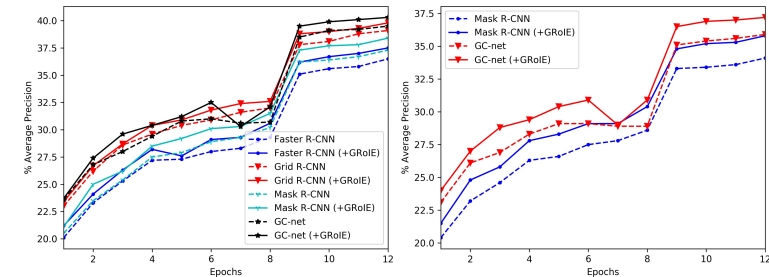 % Average Precision
40.0
37.5
35.0
32.5
30.0
27.5
25.0
22.5
20.0
Faster R-CNN
Faster R-CNN (+GRoIE)
Grid R-CNN
Grid R-CNN (+GRoIE)
Mask R-CNN
Mask R-CNN (+GRoIE)
GC-net
GC-net (+GRoIE)
2 4 6 8 10 12
Epochs
% Average Precision
37.5
35.0
32.5
30.0
27.5
25.0
22.5
20.0
Mask R-CNN
Mask R-CNN (+GRoIE)
GC-net
GC-net (+GRoIE)
2 4 6 8 10 12
Epochs